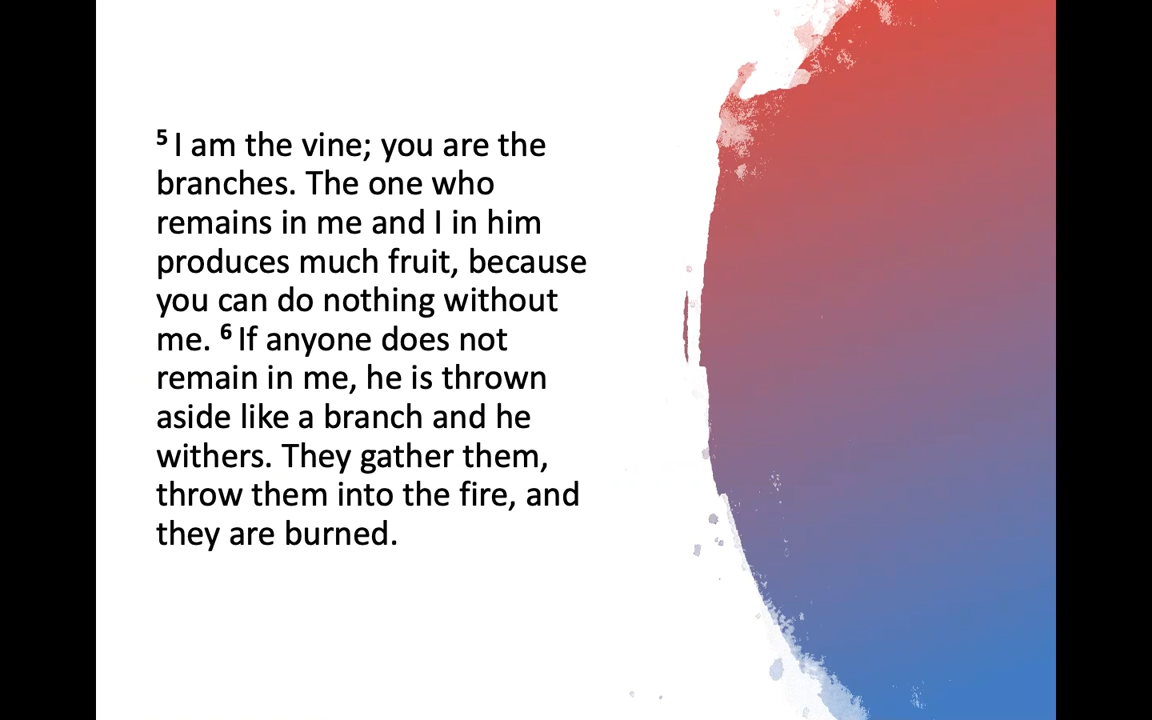 ⁵ I am the vine; you are the
branches. The one who
remains in me and I in him
produces much fruit, because
you can do nothing without
me. ⁶ If anyone does not
remain in me, he is thrown
aside like a branch and he
withers. They gather them,
throw them into the fire, and
they are burned.